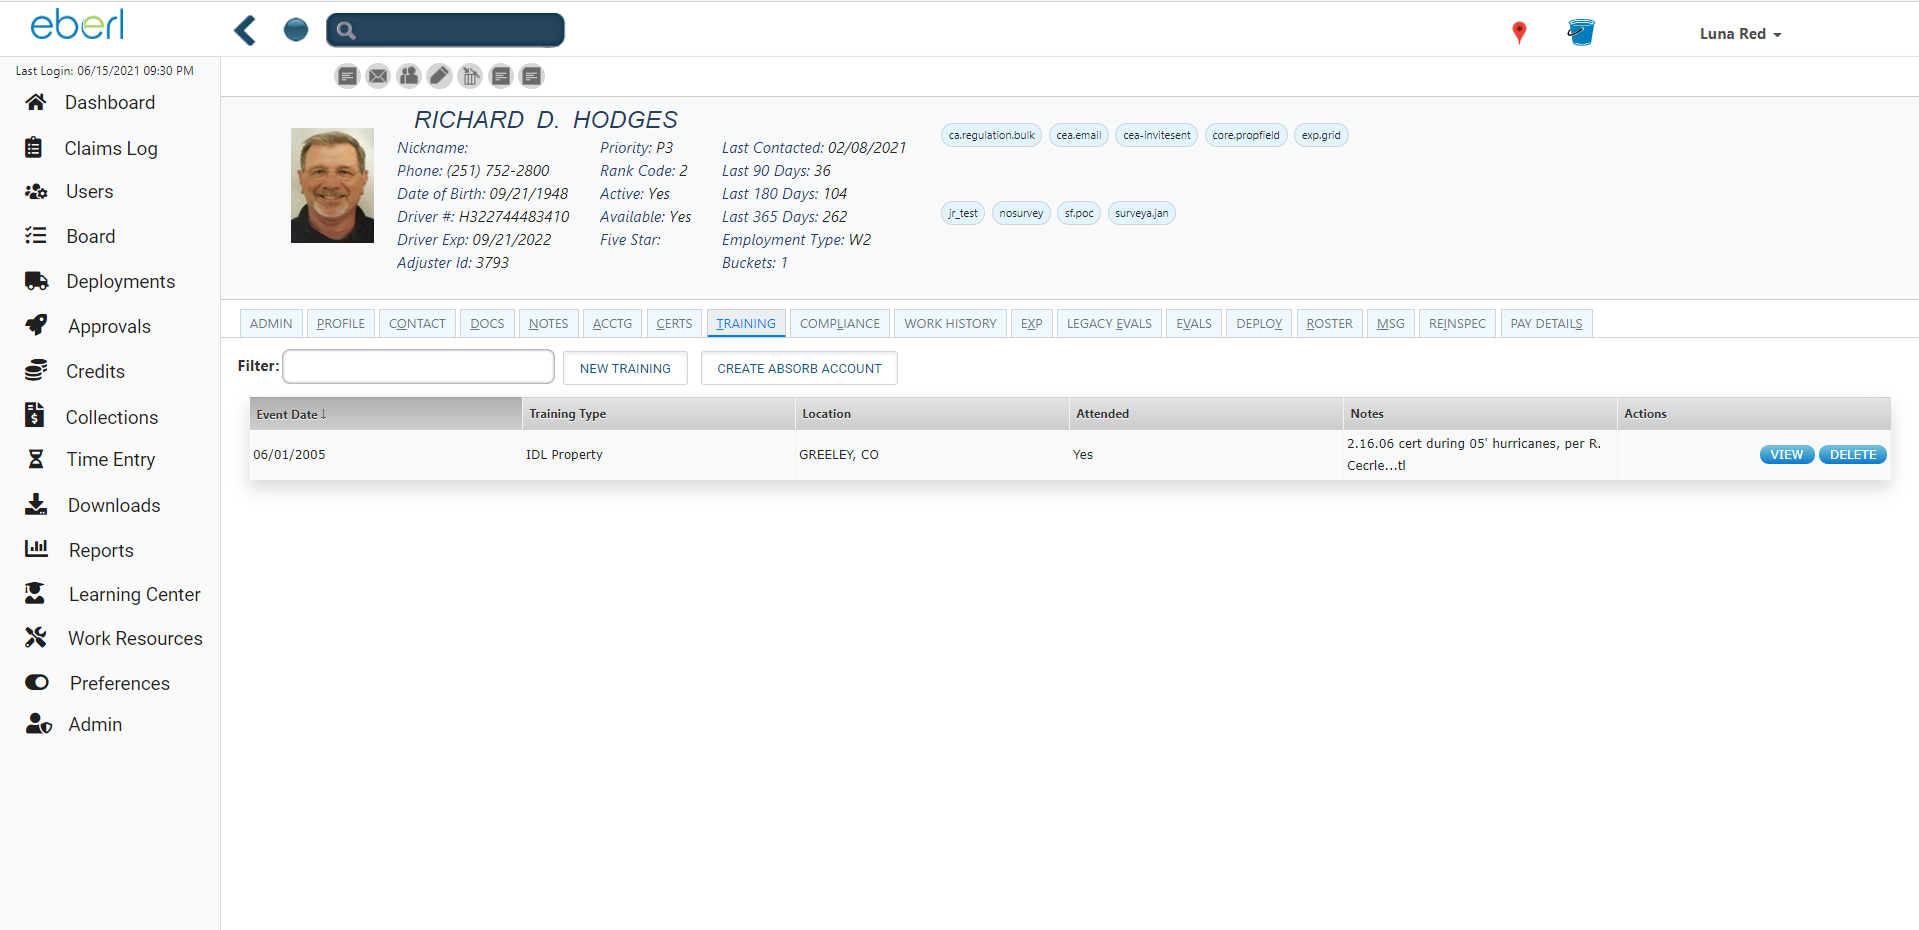 eberl
Luna Red
Last Login: 06/15/2021 09:30 PM
Dashboard
Claims Log
Users
Board
Deployments
Approvals
Credits
Collections
Time Entry
Downloads
Reports
Learning Center
Work Resources
Preferences
Admin
RICHARD D. HODGES
Nickname:
Phone: (251) 752-2800
Date of Birth: 09/21/1948
Driver #: H322744483410
Driver Exp: 09/21/2022
Adjuster Id: 3793
Priority: P3
Rank Code: 2
Active: Yes
Available: Yes
Five Star:
Last Contacted: 02/08/2021
Last 90 Days: 36
Last 180 Days: 104
Last 365 Days: 262
Employment Type: W2
Buckets: 1
ca.regulation.bulk cea.email cea-invitesent core.propfield exp.grid
jr_test nosurvey sf.poc surveya.jan
ADMIN PROFILE CONTACT DOCS NOTES ACCTG CERTS TRAINING COMPLIANCE WORK HISTORY EXP LEGACY EVALS EVALS DEPLOY ROSTER MSG REINSPEC PAY DETAILS
Filter: NEW TRAINING CREATE ABSORB ACCOUNT
Event Date ↓ Training Type Location Attended Notes Actions
06/01/2005 IDL Property GREELEY, CO Yes 2.16.06 cert during 05' hurricanes, per R.
Cecrle...tl
VIEW DELETE